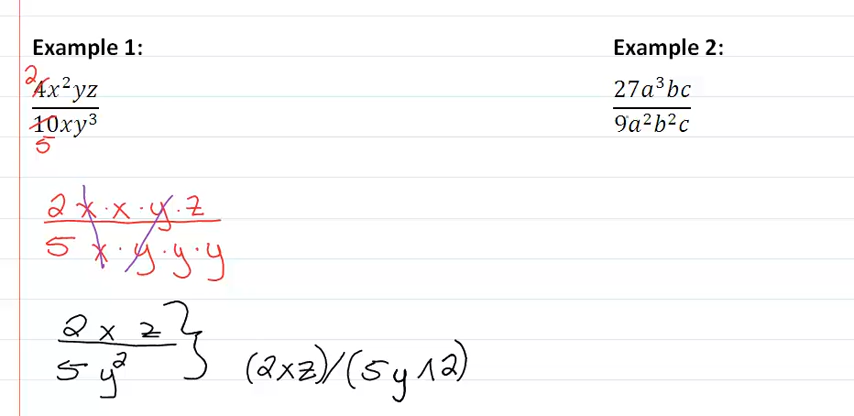 Example 1:
4x²yz
2
10xy³
5
2 x · x · y · z
5 x · y · y · y
2 x z }
5 y²
(2xz)/(5y^2)
Example 2:
27a³bc
9a²b²c